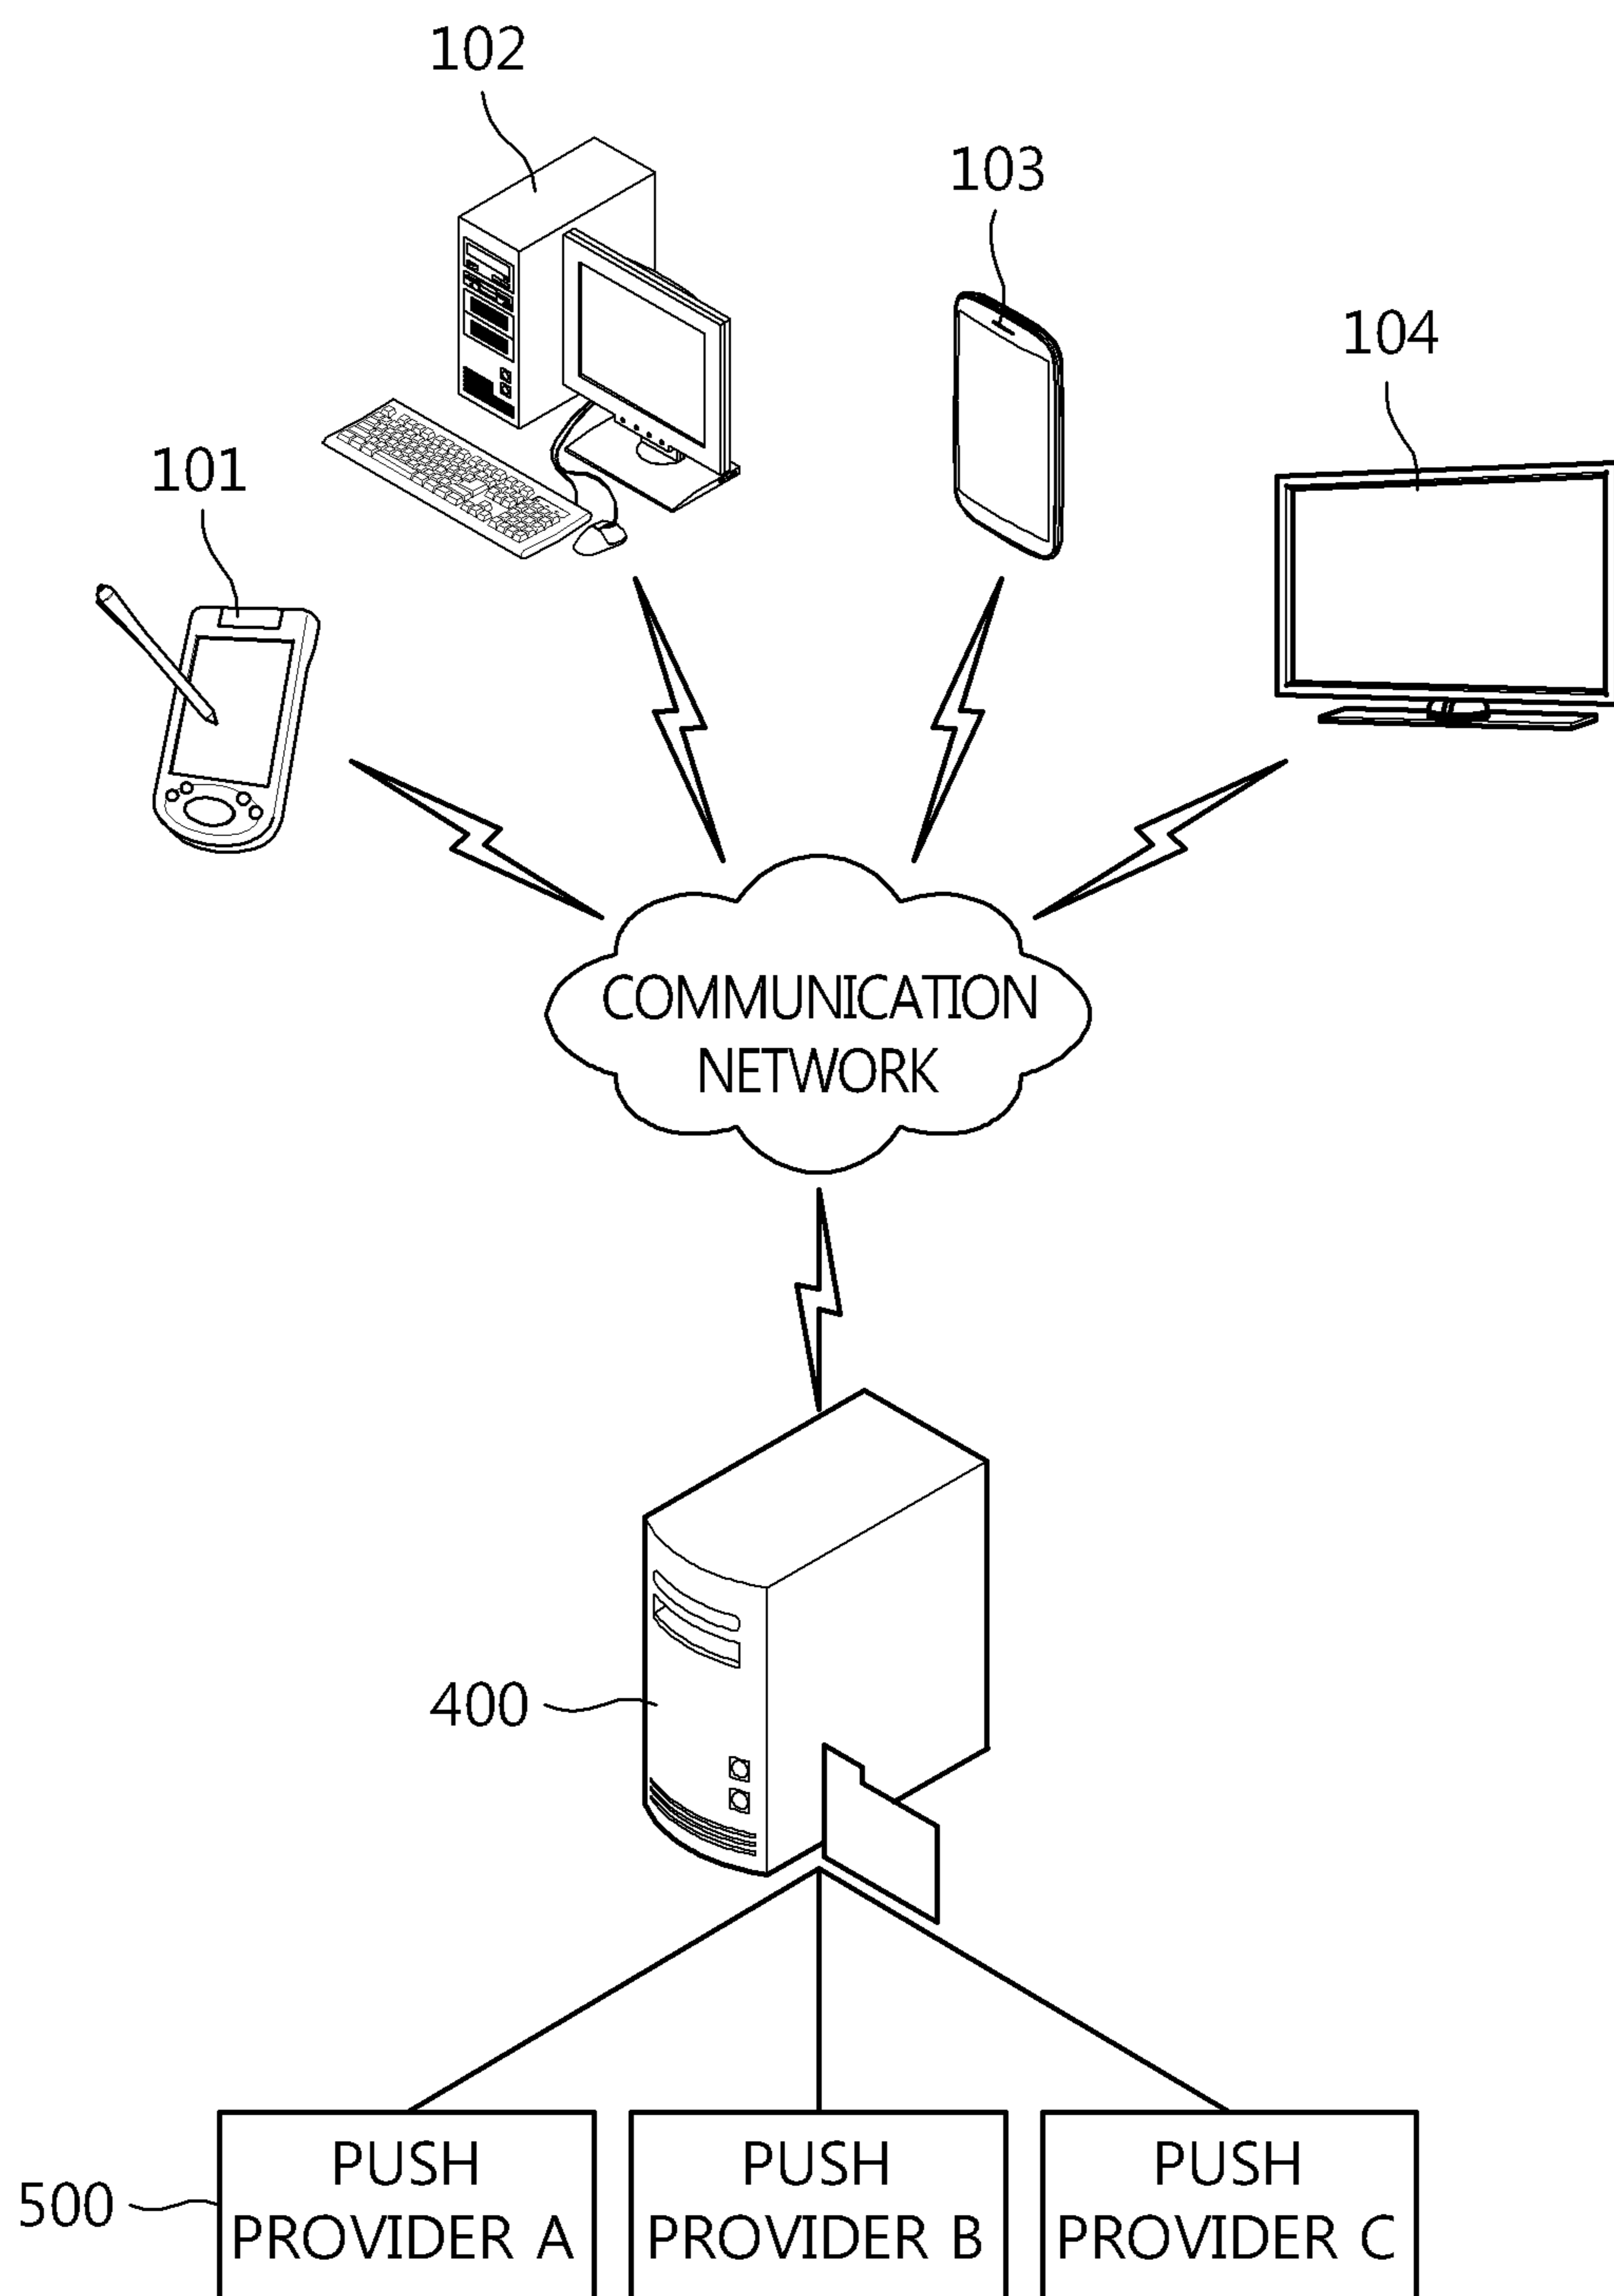 102
103
104
101
COMMUNICATION
NETWORK
400
500
PUSH
PROVIDER A
PUSH
PROVIDER B
PUSH
PROVIDER C